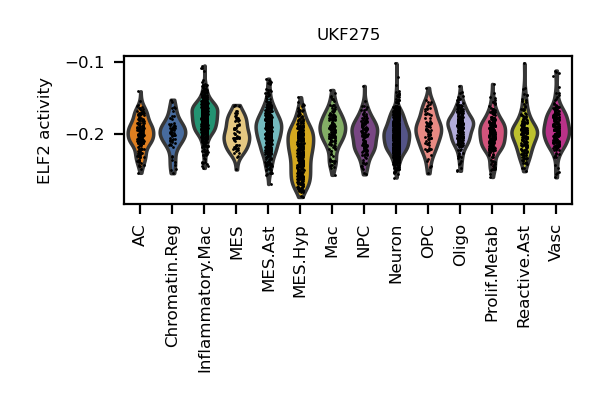 UKF275
ELF2 activity
−0.1
−0.2
AC
Chromatin.Reg
Inflammatory.Mac
MES
MES.Ast
MES.Hyp
Mac
NPC
Neuron
OPC
Oligo
Prolif.Metab
Reactive.Ast
Vasc